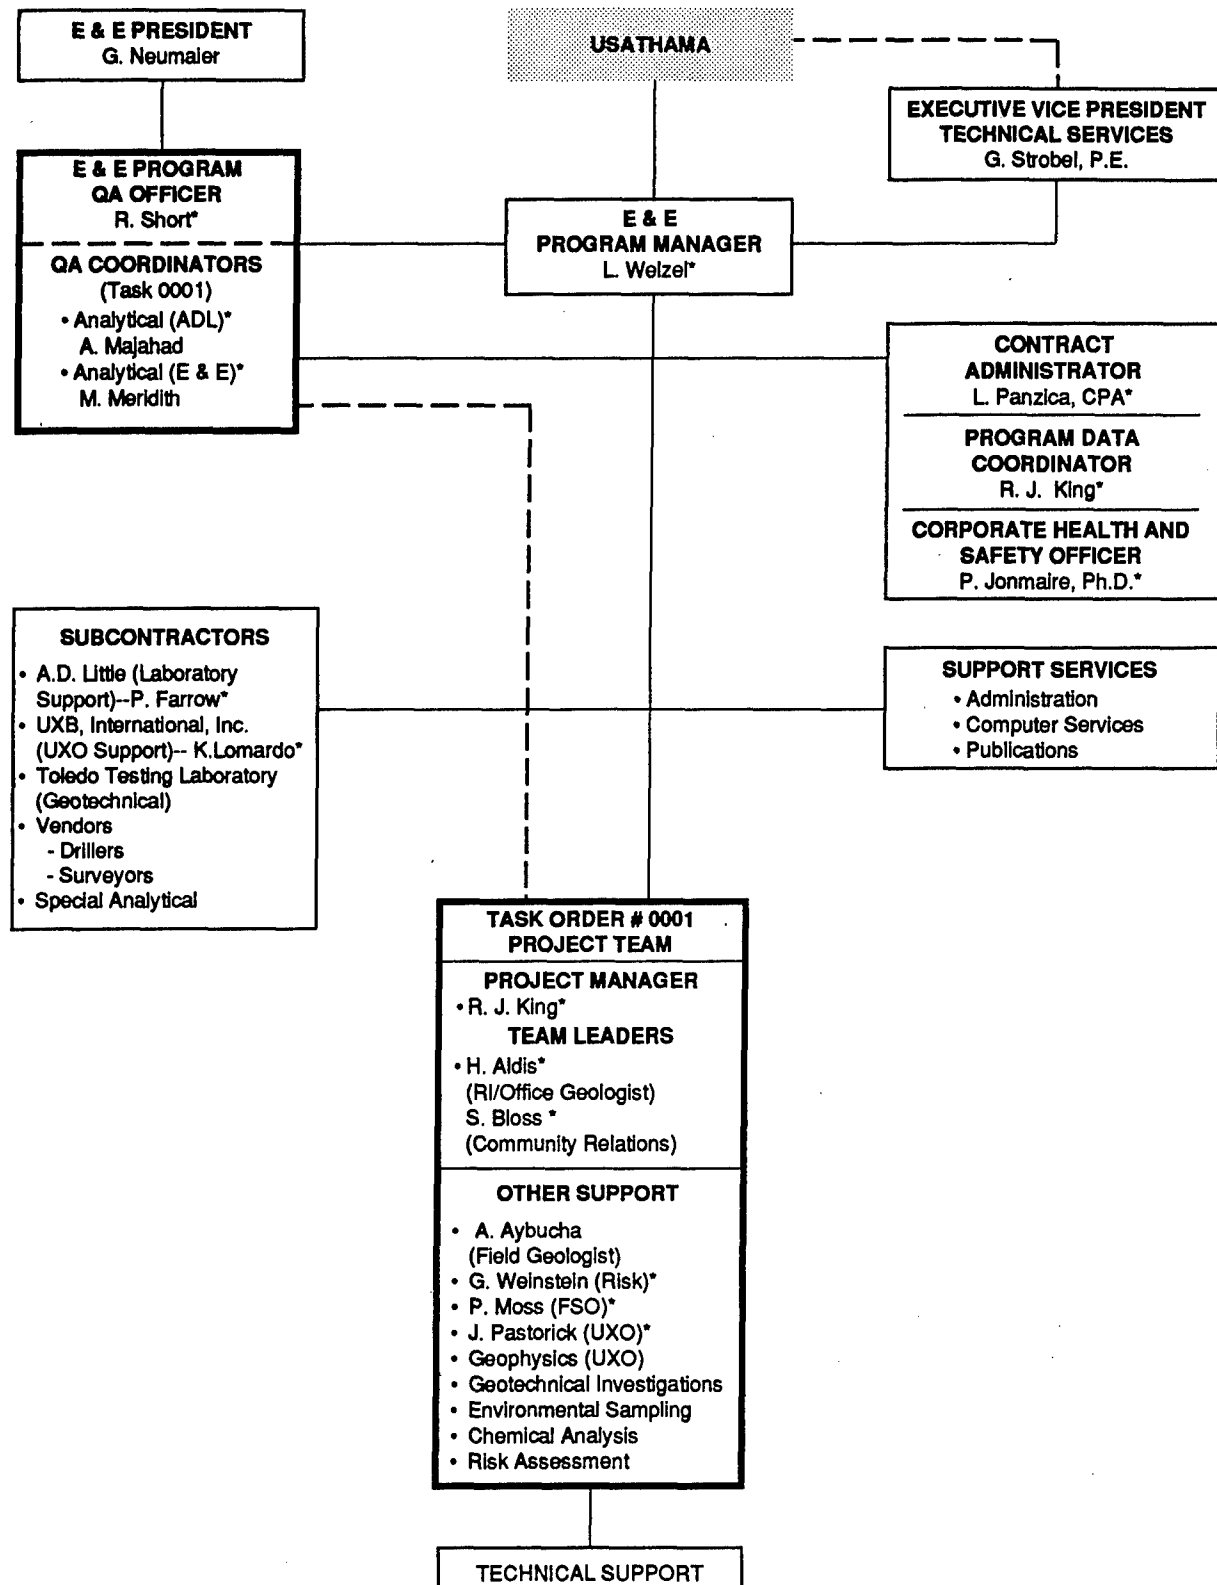 E & E PRESIDENT
G. Neumaier
USATHAMA
EXECUTIVE VICE PRESIDENT
TECHNICAL SERVICES
G. Strobel, P.E.
E & E PROGRAM
QA OFFICER
R. Short*
QA COORDINATORS
(Task 0001)
• Analytical (ADL)*
A. Majahad
• Analytical (E & E)*
M. Meridith
E & E
PROGRAM MANAGER
L. Welzel*
CONTRACT
ADMINISTRATOR
L. Panzica, CPA*
PROGRAM DATA
COORDINATOR
R. J. King*
CORPORATE HEALTH AND
SAFETY OFFICER
P. Jonmaire, Ph.D.*
SUBCONTRACTORS
• A.D. Little (Laboratory
Support)--P. Farrow*
• UXB, International, Inc.
(UXO Support)-- K.Lomardo*
• Toledo Testing Laboratory
(Geotechnical)
• Vendors
- Drillers
- Surveyors
• Special Analytical
SUPPORT SERVICES
• Administration
• Computer Services
• Publications
TASK ORDER # 0001
PROJECT TEAM
PROJECT MANAGER
• R. J. King*
TEAM LEADERS
• H. Aldis*
(RI/Office Geologist)
S. Bloss *
(Community Relations)
OTHER SUPPORT
• A. Aybucha
(Field Geologist)
• G. Weinstein (Risk)*
• P. Moss (FSO)*
• J. Pastorick (UXO)*
• Geophysics (UXO)
• Geotechnical Investigations
• Environmental Sampling
• Chemical Analysis
• Risk Assessment
TECHNICAL SUPPORT